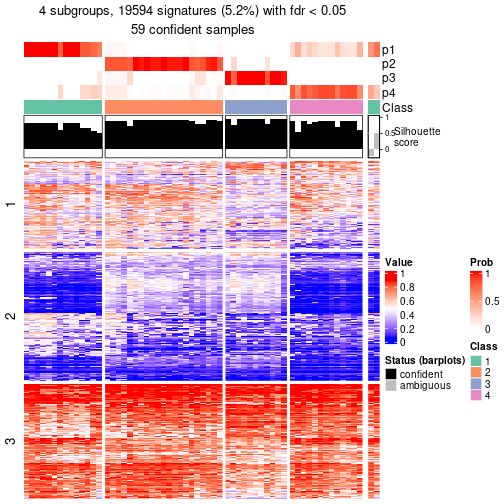 4 subgroups, 19594 signatures (5.2%) with fdr < 0.05
59 confident samples
p1
p2
p3
p4
Class
1
0.5
0
Silhouette
score
1
2
3
Value
1
0.8
0.6
0.4
0.2
0
Status (barplots)
confident
ambiguous
Prob
1
0.5
0
Class
1
2
3
4